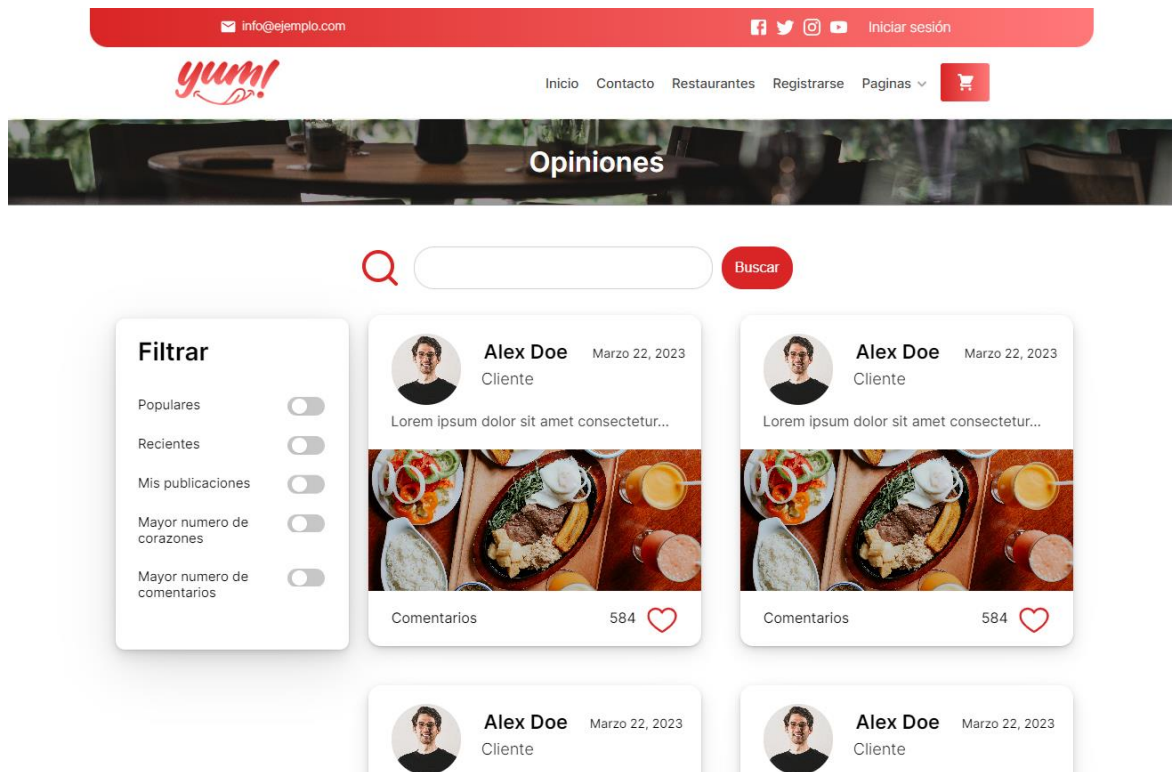 info@ejemplo.com
Iniciar sesión
yum!
Inicio Contacto Restaurantes Registrarse Paginas
Opiniones
Buscar
Filtrar
Populares
Recientes
Mis publicaciones
Mayor numero de
corazones
Mayor numero de
comentarios
Alex Doe Marzo 22, 2023
Cliente
Lorem ipsum dolor sit amet consectetur...
Comentarios 584
Alex Doe Marzo 22, 2023
Cliente
Lorem ipsum dolor sit amet consectetur...
Comentarios 584
Alex Doe Marzo 22, 2023
Cliente
Alex Doe Marzo 22, 2023
Cliente